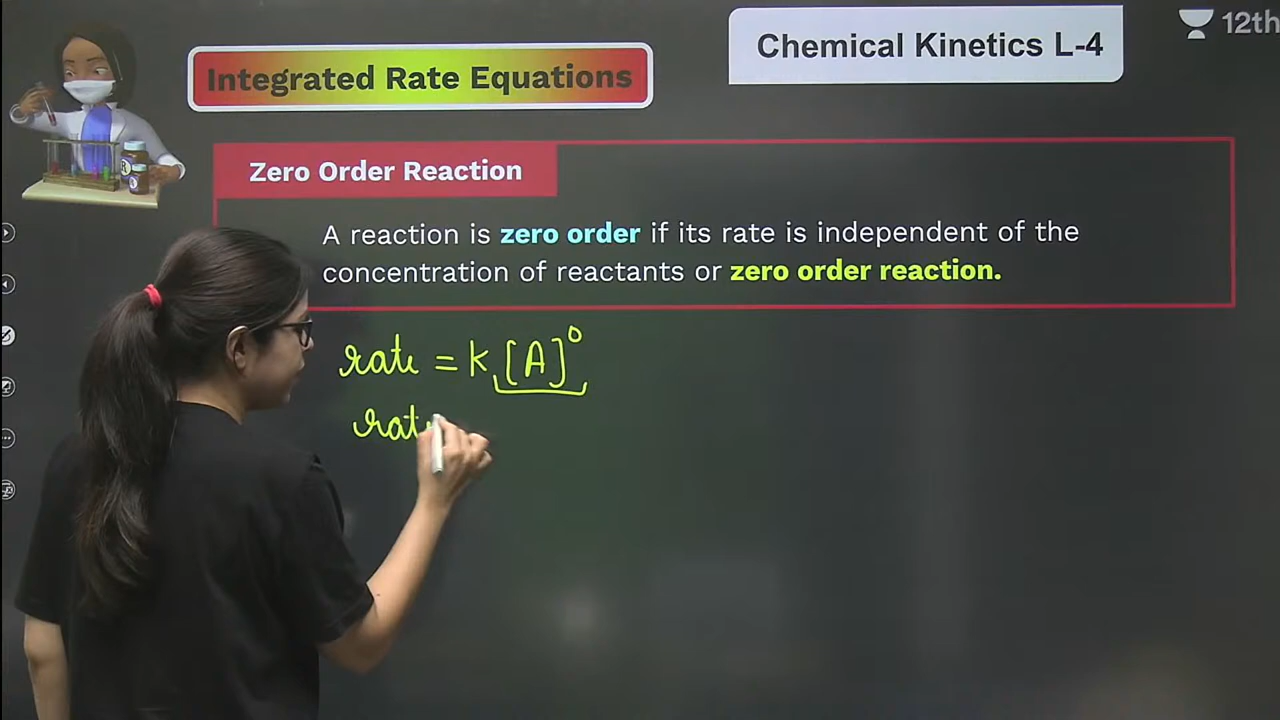 Chemical Kinetics L-4
12th
Integrated Rate Equations
Zero Order Reaction
A reaction is zero order if its rate is independent of the
concentration of reactants or zero order reaction.
rate = K [A]⁰
rat